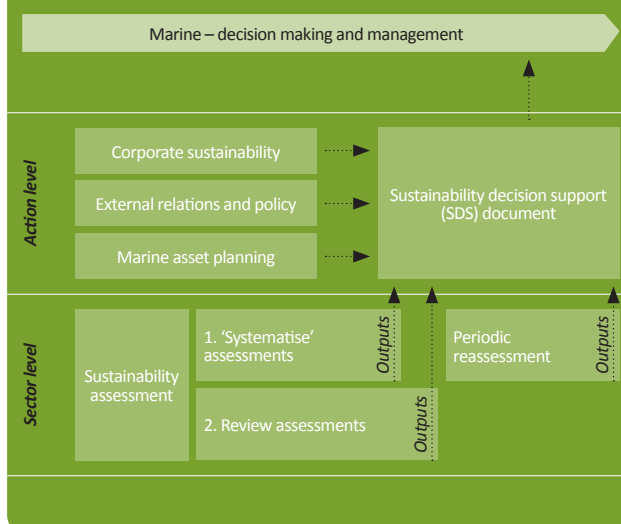 Marine – decision making and management
Action level
Corporate sustainability
External relations and policy
Marine asset planning
Sustainability decision support
(SDS) document
Sector level
Sustainability
assessment
1. ‘Systematise’
assessments
Outputs
2. Review assessments
Outputs
Periodic
reassessment
Outputs